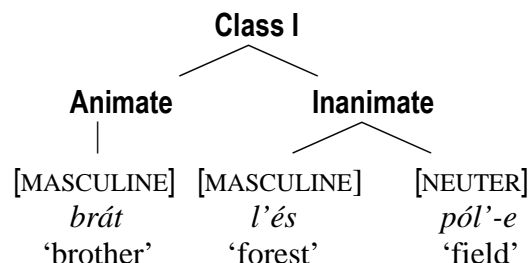 Class I
Animate Inanimate
[MASCULINE] [MASCULINE] [NEUTER]
brát l’és pól’-e
‘brother’ ‘forest’ ‘field’